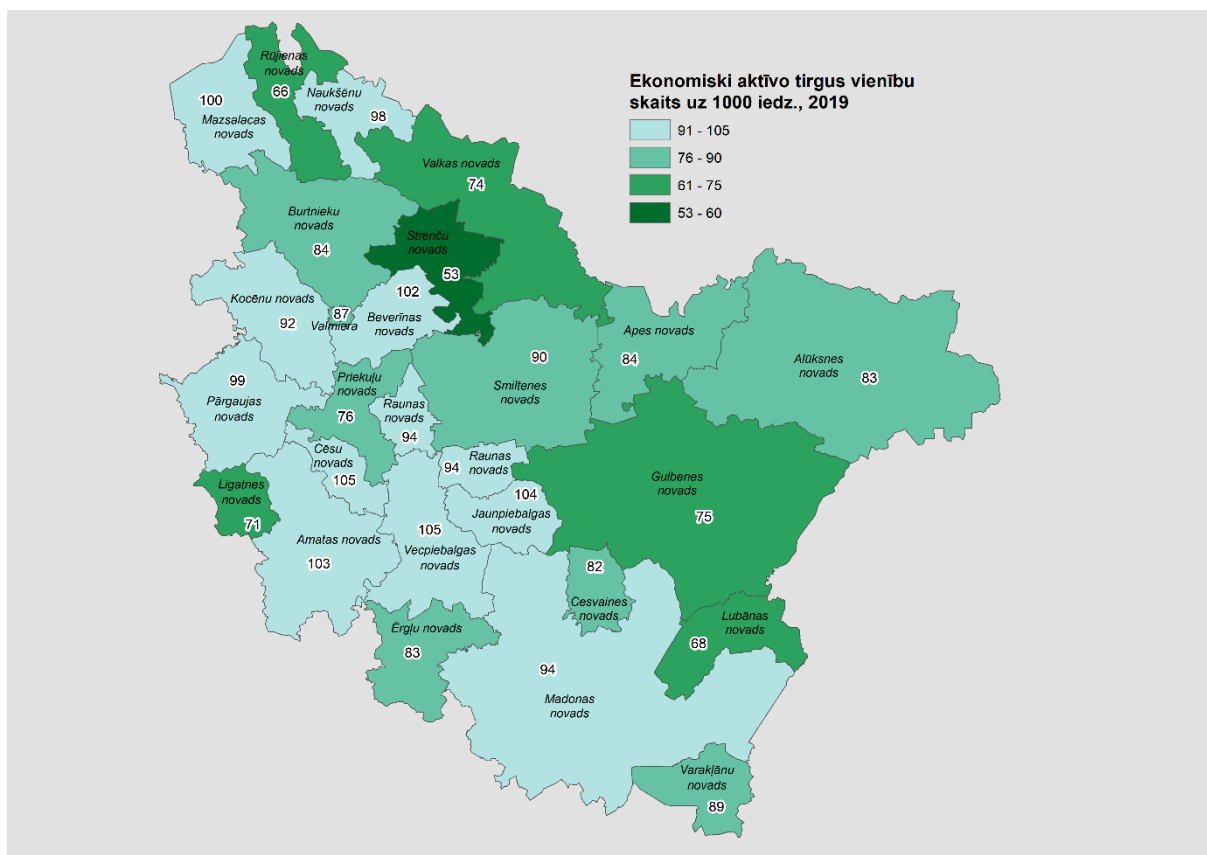 Ekonomiski aktīvo tirgus vienību
skaits uz 1000 iedz., 2019
91 - 105
76 - 90
61 - 75
53 - 60
Rūjienas
novads
66
Naukšēnu
novads
98
100
Mazsalacas
novads
Valkas novads
74
Burtnieku
novads
84
Strenču
novads
53
102
Beverīnas
novads
Kocēnu novads
92
87
Valmiera
90
Smiltenes
novads
Apes novads
84
Alūksnes
novads
83
99
Pārgaujas
novads
Priekuļu
novads
76
Raunas
novads
94
Cēsu
novads
105
94
Raunas
novads
104
Jaunpiebalgas
novads
Gulbenes
novads
75
Līgatnes
novads
71
Amatas novads
103
105
Vecpiebalgas
novads
82
Cesvaines
novads
Lubānas
novads
68
Ērgļu novads
83
94
Madonas
novads
Varakļānu
novads
89